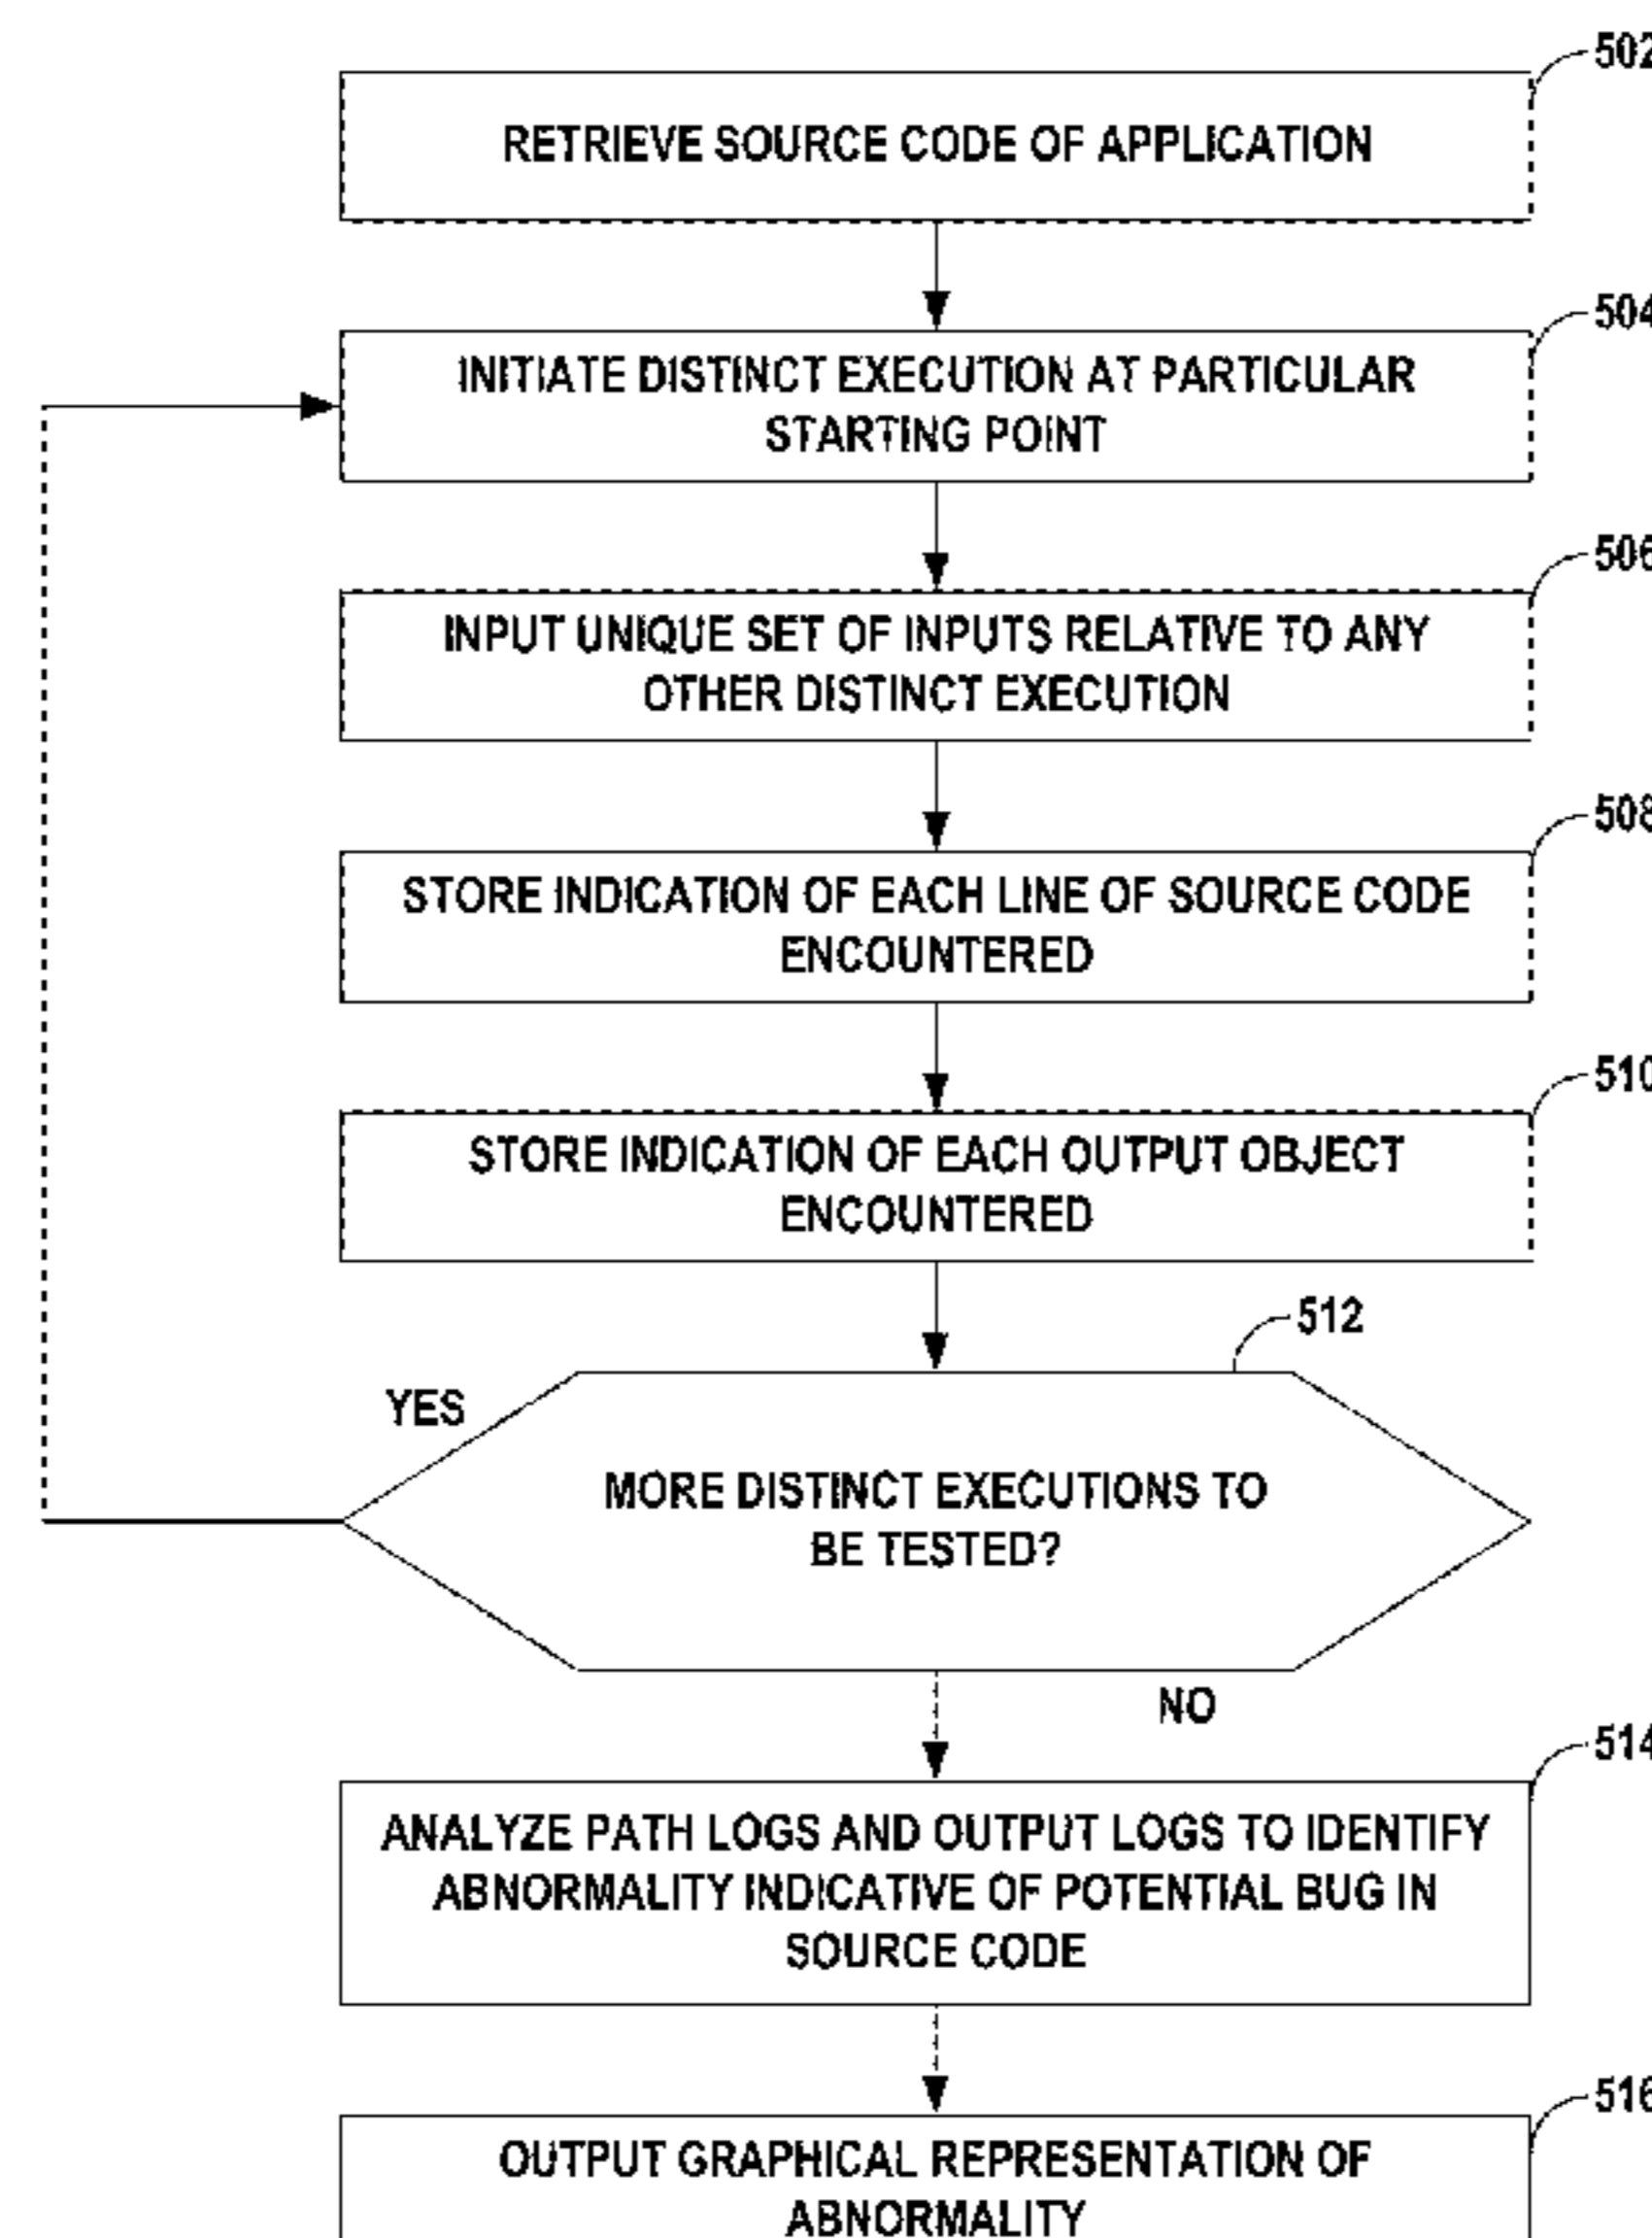 502
RETRIEVE SOURCE CODE OF APPLICATION
504
INITIATE DISTINCT EXECUTION AT PARTICULAR
STARTING POINT
506
INPUT UNIQUE SET OF INPUTS RELATIVE TO ANY
OTHER DISTINCT EXECUTION
508
STORE INDICATION OF EACH LINE OF SOURCE CODE
ENCOUNTERED
510
STORE INDICATION OF EACH OUTPUT OBJECT
ENCOUNTERED
512
YES
MORE DISTINCT EXECUTIONS TO
BE TESTED?
NO
514
ANALYZE PATH LOGS AND OUTPUT LOGS TO IDENTIFY
ABNORMALITY INDICATIVE OF POTENTIAL BUG IN
SOURCE CODE
516
OUTPUT GRAPHICAL REPRESENTATION OF
ABNORMALITY